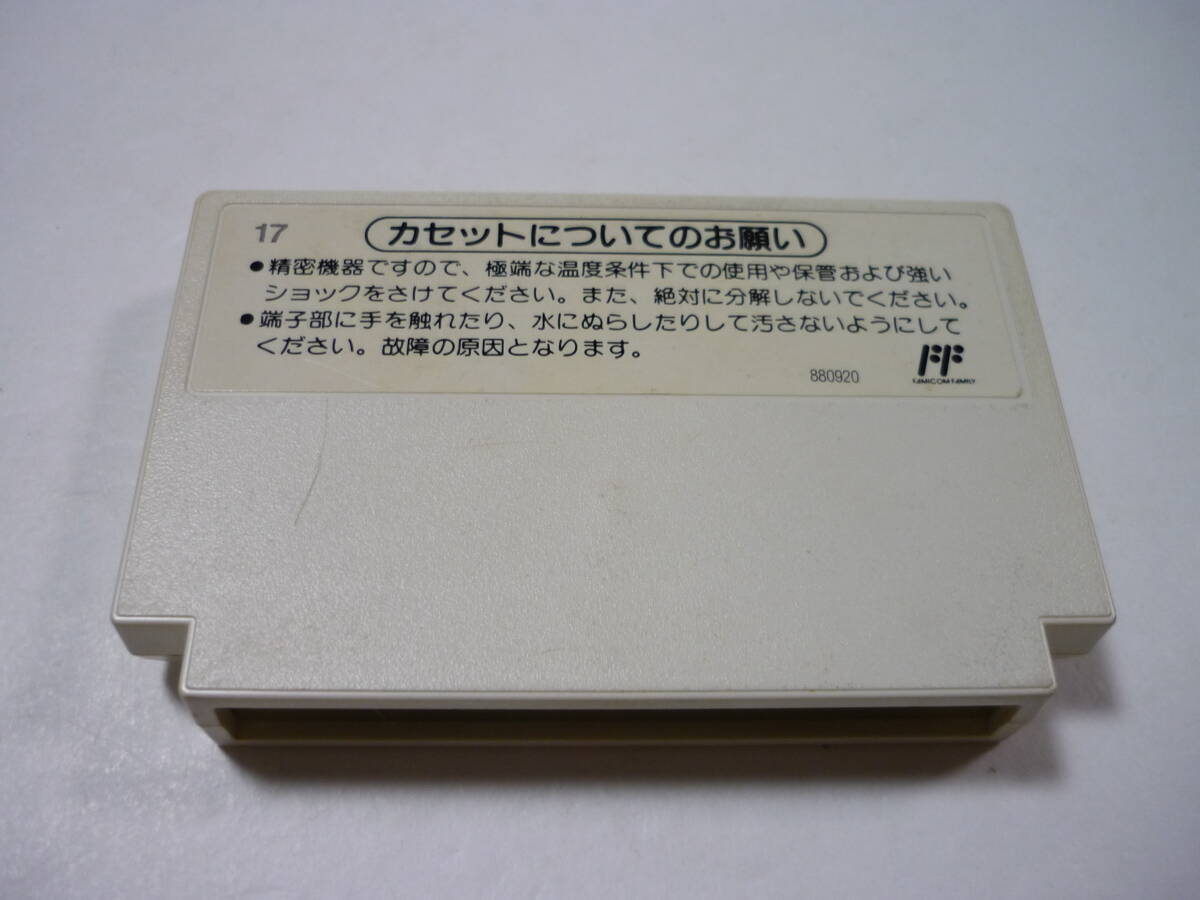 17
カセットについてのお願い
●精密機器ですので、極端な温度条件下での使用や保管および強い
ショックをさけてください。また、絶対に分解しないでください。
●端子部に手を触れたり、水にぬらしたりして汚さないようにして
ください。故障の原因となります。
880920
FF
FAMICOM FAMILY